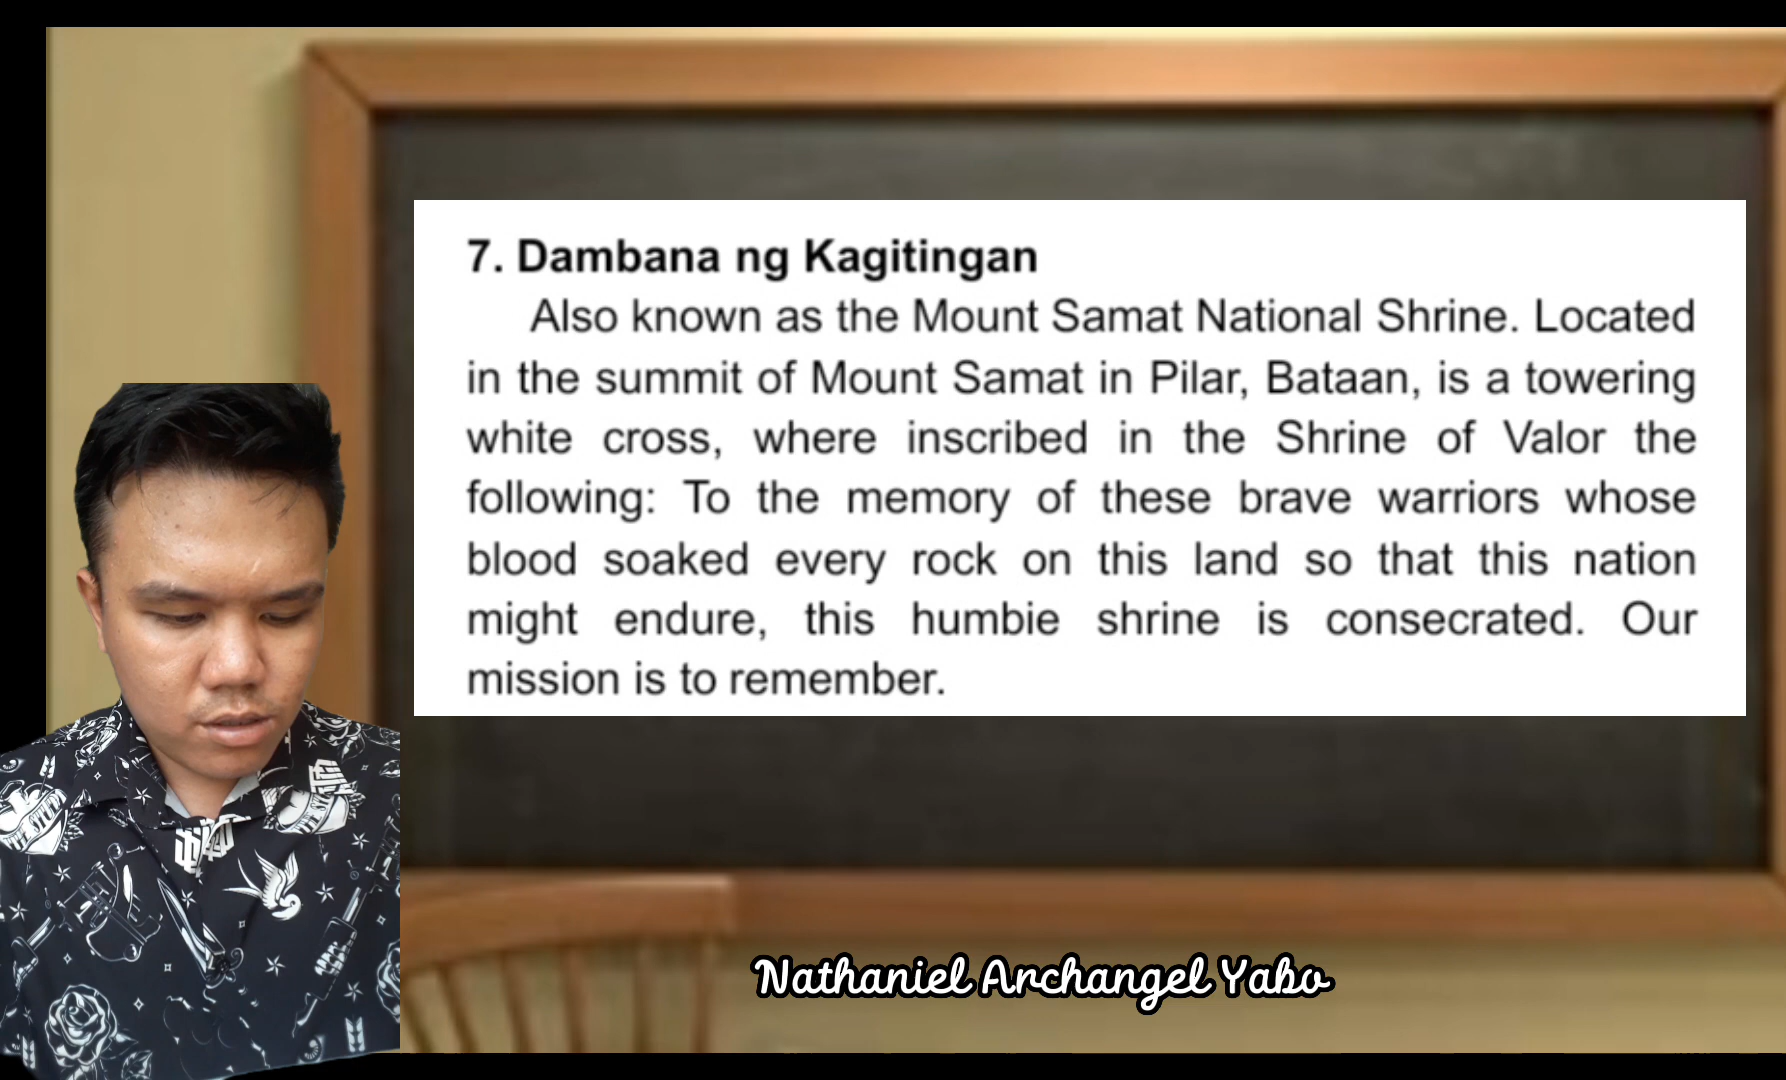 7. Dambana ng Kagitingan
Also known as the Mount Samat National Shrine. Located
in the summit of Mount Samat in Pilar, Bataan, is a towering
white cross, where inscribed in the Shrine of Valor the
following: To the memory of these brave warriors whose
blood soaked every rock on this land so that this nation
might endure, this humbie shrine is consecrated. Our
mission is to remember.
Nathaniel Archangel Yabo